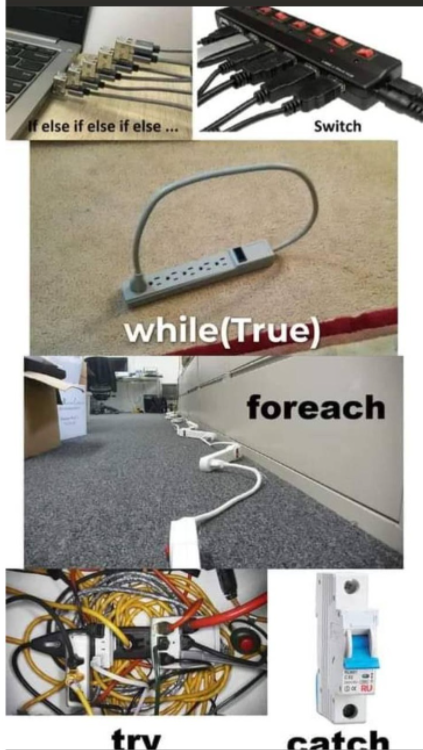 If else if else if else ...
Switch
while(True)
foreach
try
catch